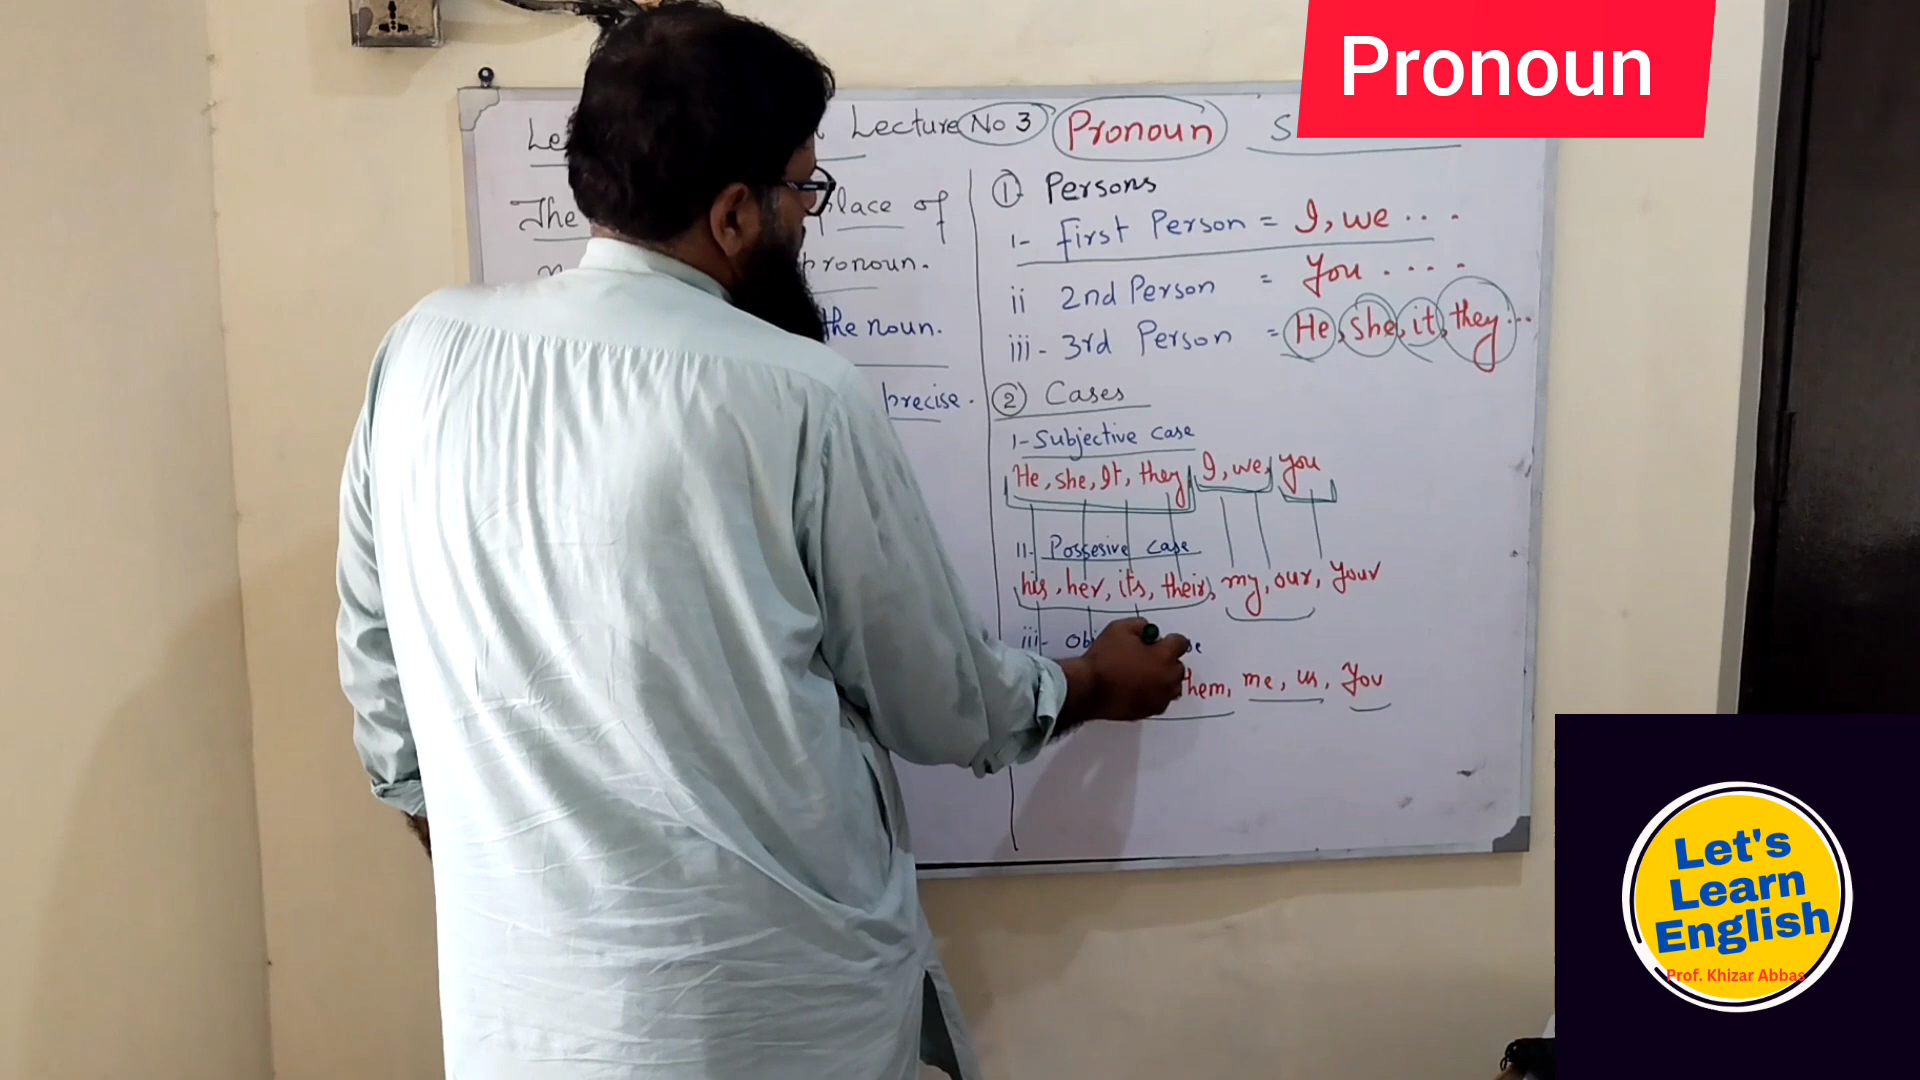 Pronoun
Lecture No 3 Pronoun
The place of
pronoun.
the noun.
precise.
① Persons
1- First Person = I, we ...
ii 2nd Person = You ....
iii- 3rd Person = He, she, it, they...
② Cases
1- Subjective case
He, she, It, they, I, we, you
11- Possesive case
his, her, its, their, my, our, your
iii-
them, me, us, You
Let's
Learn
English
Prof. Khizar Abbas